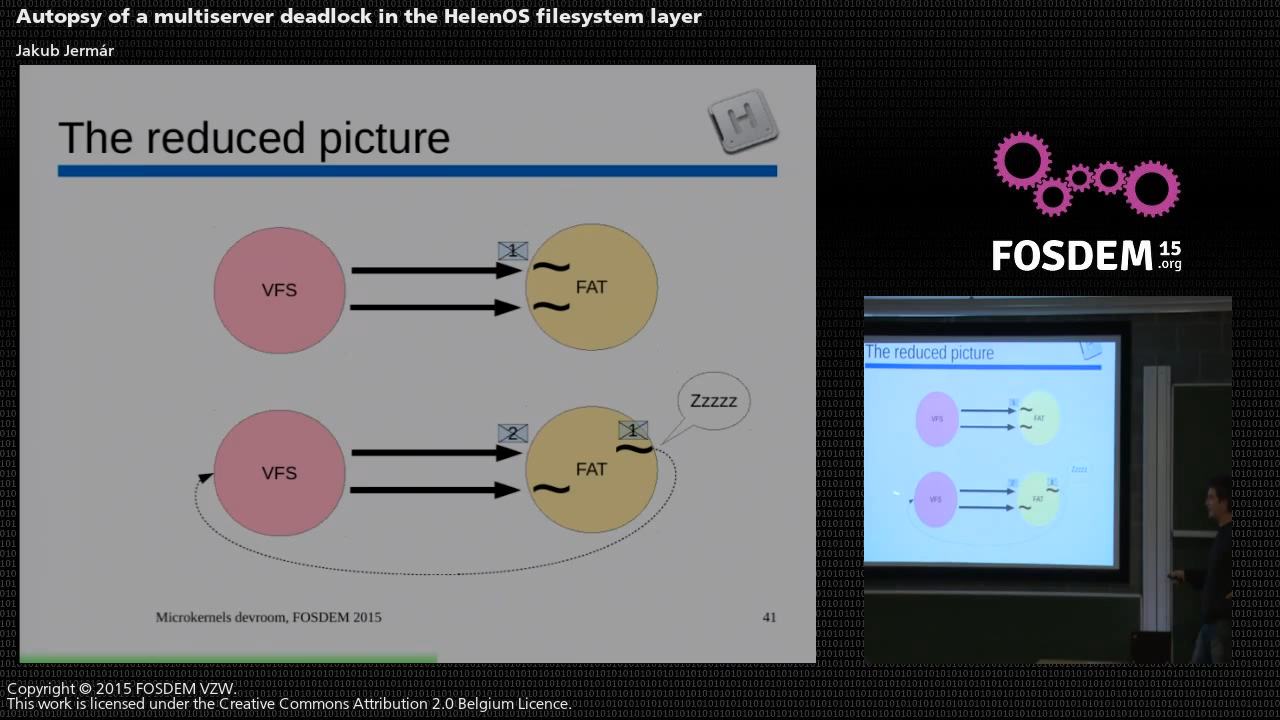 Autopsy of a multiserver deadlock in the HelenOS filesystem layer
Jakub Jermár
The reduced picture
H
1
VFS
FAT
Zzzzz
2
1
VFS
FAT
Microkernels devroom, FOSDEM 2015
41
FOSDEM 15
.org
The reduced picture
VFS
FAT
Zzzzz
VFS
FAT
Copyright © 2015 FOSDEM VZW.
This work is licensed under the Creative Commons Attribution 2.0 Belgium Licence.